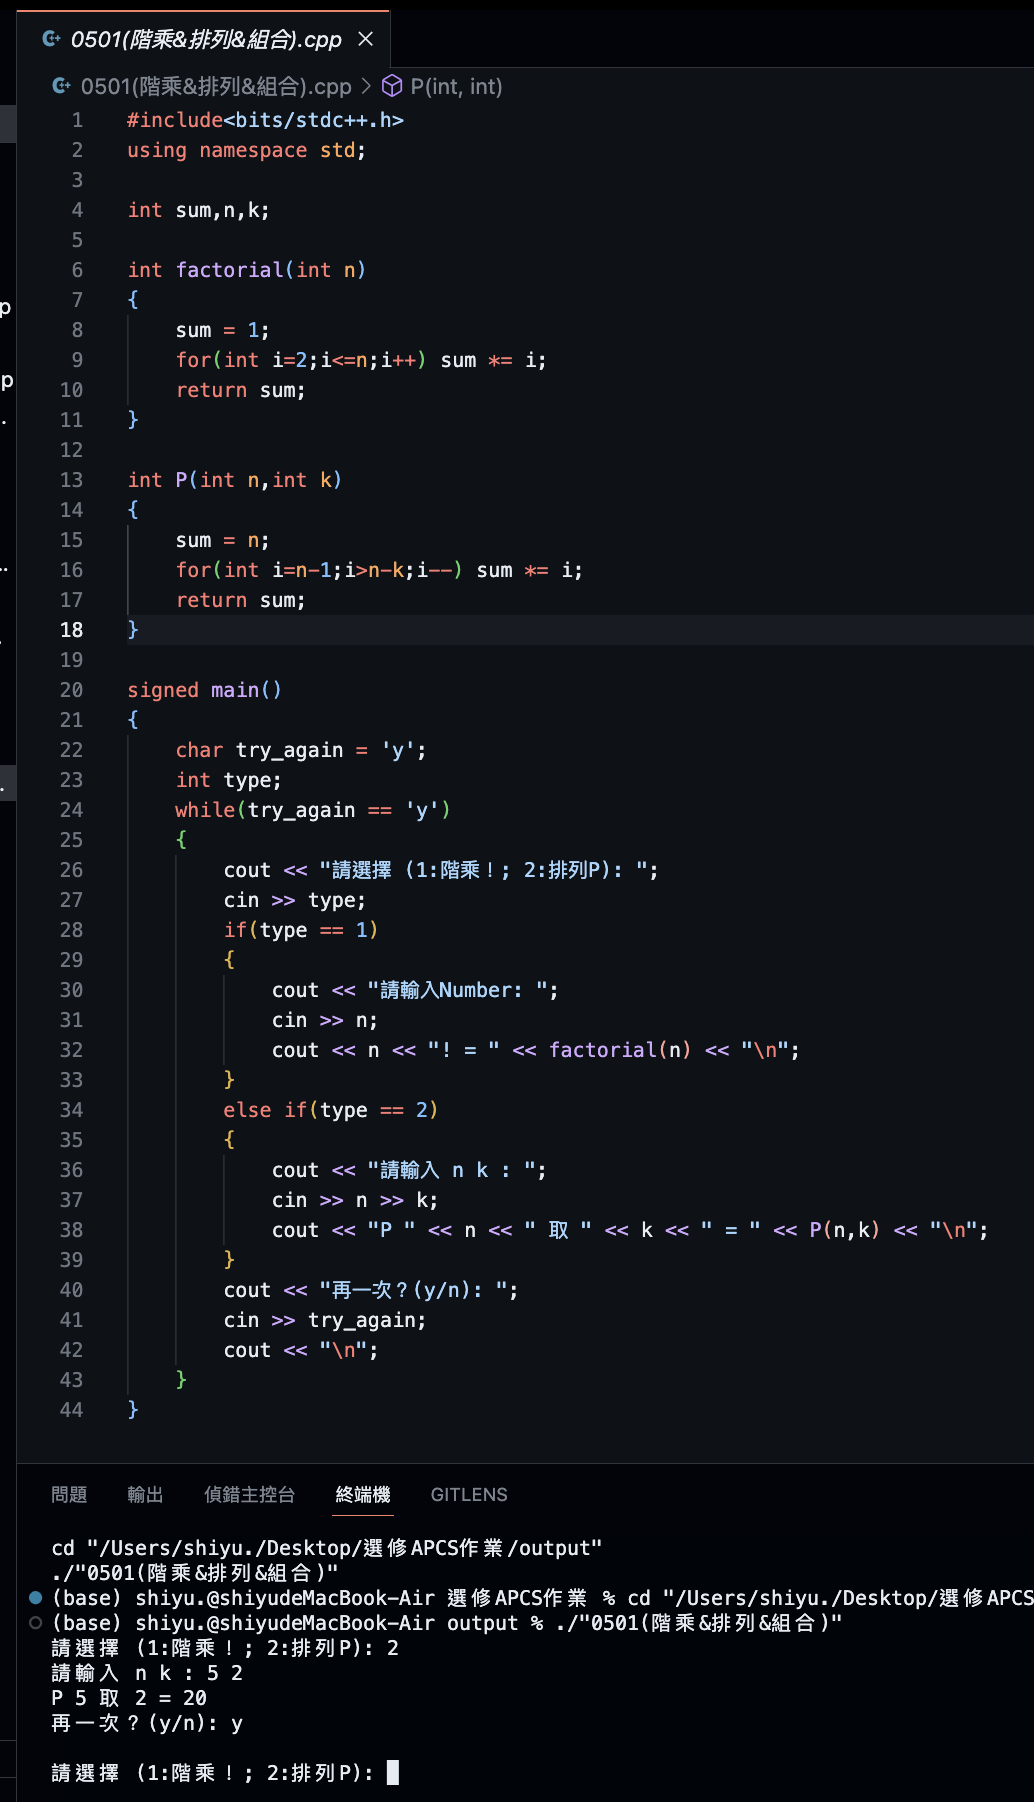 0501(階乘&排列&組合).cpp
0501(階乘&排列&組合).cpp > P(int, int)
1 #include<bits/stdc++.h>
2 using namespace std;
3
4 int sum,n,k;
5
6 int factorial(int n)
7 {
8     sum = 1;
9     for(int i=2;i<=n;i++) sum *= i;
10     return sum;
11 }
12
13 int P(int n,int k)
14 {
15     sum = n;
16     for(int i=n-1;i>n-k;i--) sum *= i;
17     return sum;
18 }
19
20 signed main()
21 {
22     char try_again = 'y';
23     int type;
24     while(try_again == 'y')
25     {
26         cout << "請選擇 (1:階乘！; 2:排列P): ";
27         cin >> type;
28         if(type == 1)
29         {
30             cout << "請輸入Number: ";
31             cin >> n;
32             cout << n << "! = " << factorial(n) << "\n";
33         }
34         else if(type == 2)
35         {
36             cout << "請輸入 n k : ";
37             cin >> n >> k;
38             cout << "P " << n << " 取 " << k << " = " << P(n,k) << "\n";
39         }
40         cout << "再一次？(y/n): ";
41         cin >> try_again;
42         cout << "\n";
43     }
44 }
問題 輸出 偵錯主控台 終端機 GITLENS
cd "/Users/shiyu./Desktop/選修APCS作業/output"
./"0501(階乘&排列&組合)"
(base) shiyu.@shiyudeMacBook-Air 選修APCS作業 % cd "/Users/shiyu./Desktop/選修APCS
(base) shiyu.@shiyudeMacBook-Air output % ./"0501(階乘&排列&組合)"
請選擇 (1:階乘！; 2:排列P): 2
請輸入 n k : 5 2
P 5 取 2 = 20
再一次？(y/n): y
請選擇 (1:階乘！; 2:排列P):